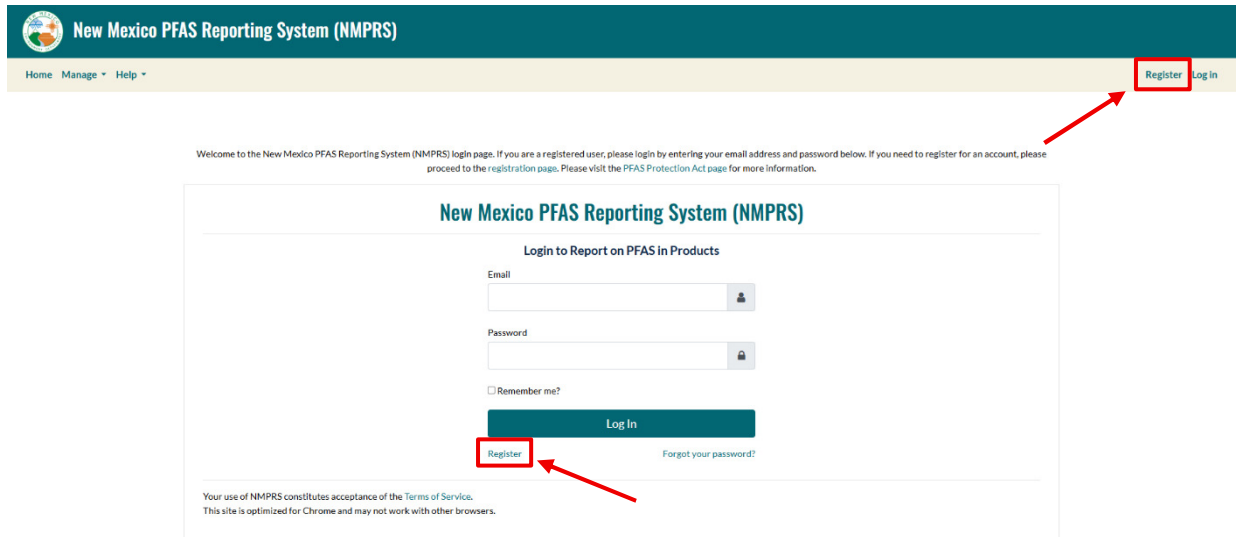 New Mexico PFAS Reporting System (NMPRS)
Home Manage Help Register Log in
Welcome to the New Mexico PFAS Reporting System (NMPRS) login page. If you are a registered user, please login by entering your email address and password below. If you need to register for an account, please
proceed to the registration page. Please visit the PFAS Protection Act page for more information.
New Mexico PFAS Reporting System (NMPRS)
Login to Report on PFAS in Products
Email
Password
Remember me?
Log In
Register Forgot your password?
Your use of NMPRS constitutes acceptance of the Terms of Service.
This site is optimized for Chrome and may not work with other browsers.